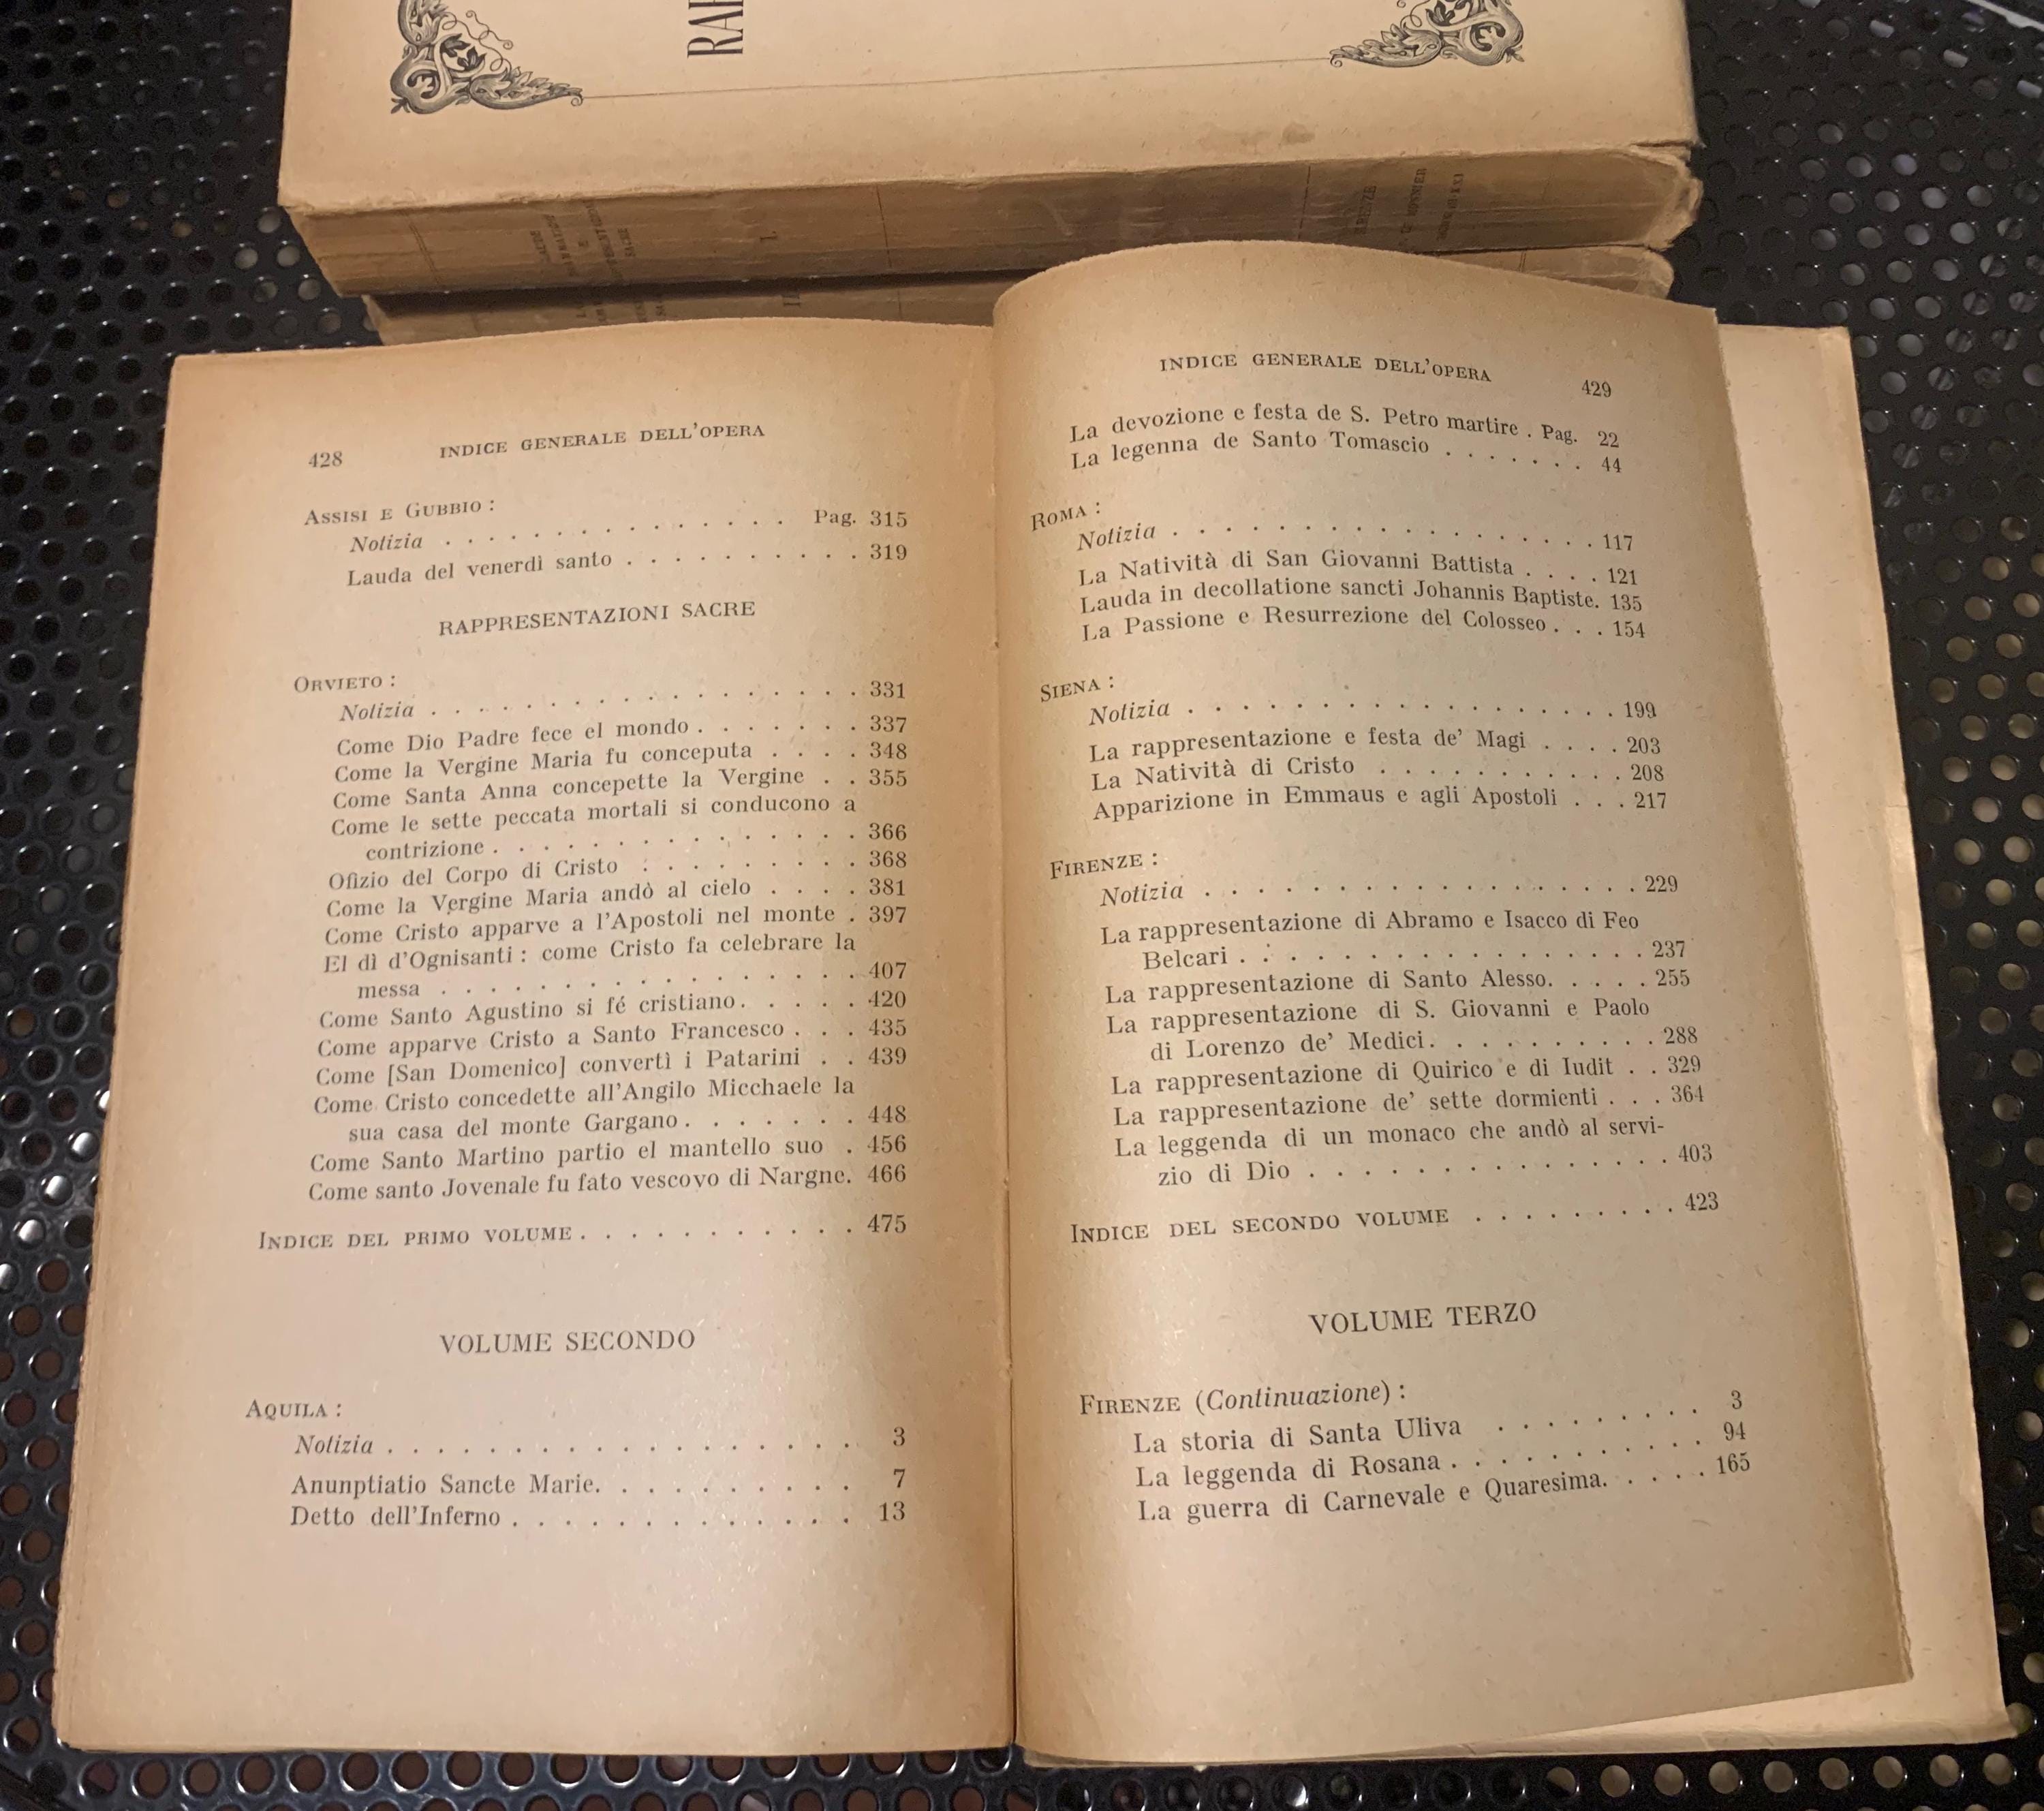 RAP
LAUDE
E
SACRE
I
FIRENZE
428 INDICE GENERALE DELL'OPERA
ASSISI E GUBBIO :
Notizia . . . . . . . . . . . . . Pag. 315
Lauda del venerdì santo . . . . . . . . . 319
RAPPRESENTAZIONI SACRE
ORVIETO :
Notizia . . . . . . . . . . . . . . . . 331
Come Dio Padre fece el mondo . . . . . . . 337
Come la Vergine Maria fu conceputa . . . . 348
Come Santa Anna concepette la Vergine . . 355
Come le sette peccata mortali si conducono a
contrizione . . . . . . . . . . . . . . 366
Ofizio del Corpo di Cristo . . . . . . . . . 368
Come la Vergine Maria andò al cielo . . . . 381
Come Cristo apparve a l'Apostoli nel monte . 397
El dì d'Ognisanti : come Cristo fa celebrare la
messa . . . . . . . . . . . . . . . . 407
Come Santo Agustino si fé cristiano . . . . . 420
Come apparve Cristo a Santo Francesco . . . 435
Come [San Domenico] convertì i Patarini . . 439
Come Cristo concedette all'Angilo Micchaele la
sua casa del monte Gargano . . . . . . . 448
Come Santo Martino partio el mantello suo . 456
Come santo Jovenale fu fato vescovo di Nargne. 466
INDICE DEL PRIMO VOLUME . . . . . . . . . . . 475
VOLUME SECONDO
AQUILA :
Notizia . . . . . . . . . . . . . . . . . . 3
Anunptiatio Sancte Marie. . . . . . . . . . 7
Detto dell'Inferno . . . . . . . . . . . . . 13
INDICE GENERALE DELL'OPERA 429
La devozione e festa de S. Petro martire . Pag. 22
La legenna de Santo Tomascio . . . . . . . 44
ROMA :
Notizia . . . . . . . . . . . . . . . . . 117
La Natività di San Giovanni Battista . . . . 121
Lauda in decollatione sancti Johannis Baptiste. 135
La Passione e Resurrezione del Colosseo . . . 154
SIENA :
Notizia . . . . . . . . . . . . . . . . . 199
La rappresentazione e festa de' Magi . . . . 203
La Natività di Cristo . . . . . . . . . . . 208
Apparizione in Emmaus e agli Apostoli . . . 217
FIRENZE :
Notizia . . . . . . . . . . . . . . . . . 229
La rappresentazione di Abramo e Isacco di Feo
Belcari . . . . . . . . . . . . . . . . . 237
La rappresentazione di Santo Alesso. . . . . 255
La rappresentazione di S. Giovanni e Paolo
di Lorenzo de' Medici . . . . . . . . . . 288
La rappresentazione di Quirico e di Iudit . . 329
La rappresentazione de' sette dormienti . . . 364
La leggenda di un monaco che andò al servi-
zio di Dio . . . . . . . . . . . . . . . 403
INDICE DEL SECONDO VOLUME . . . . . . . . . 423
VOLUME TERZO
FIRENZE (Continuazione) :
La storia di Santa Uliva . . . . . . . . . 3
La leggenda di Rosana . . . . . . . . . . . 94
La guerra di Carnevale e Quaresima. . . . . 165